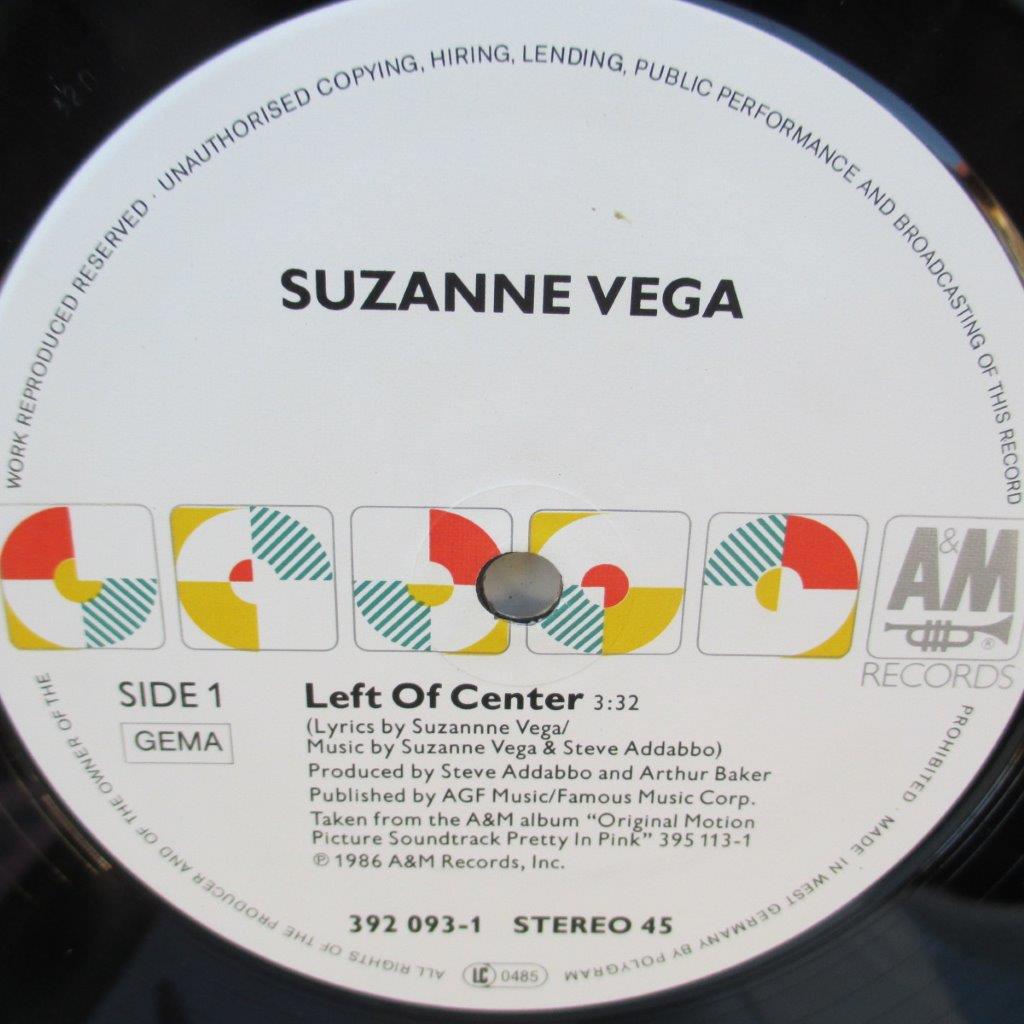 WORK REPRODUCED RESERVED · UNAUTHORISED COPYING, HIRING, LENDING, PUBLIC PERFORMANCE AND BROADCASTING OF THIS RECORD
SUZANNE VEGA
A&M
®
RECORDS
SIDE 1
GEMA
Left Of Center 3:32
(Lyrics by Suzannne Vega/
Music by Suzanne Vega & Steve Addabbo)
Produced by Steve Addabbo and Arthur Baker
Published by AGF Music/Famous Music Corp.
Taken from the A&M album “Original Motion
Picture Soundtrack Pretty In Pink” 395 113-1
℗ 1986 A&M Records, Inc.
392 093-1 STEREO 45
PROHIBITED · MADE IN WEST GERMANY BY POLYGRAM
LC 0485
ALL RIGHTS OF THE PRODUCER AND OF THE OWNER OF THE